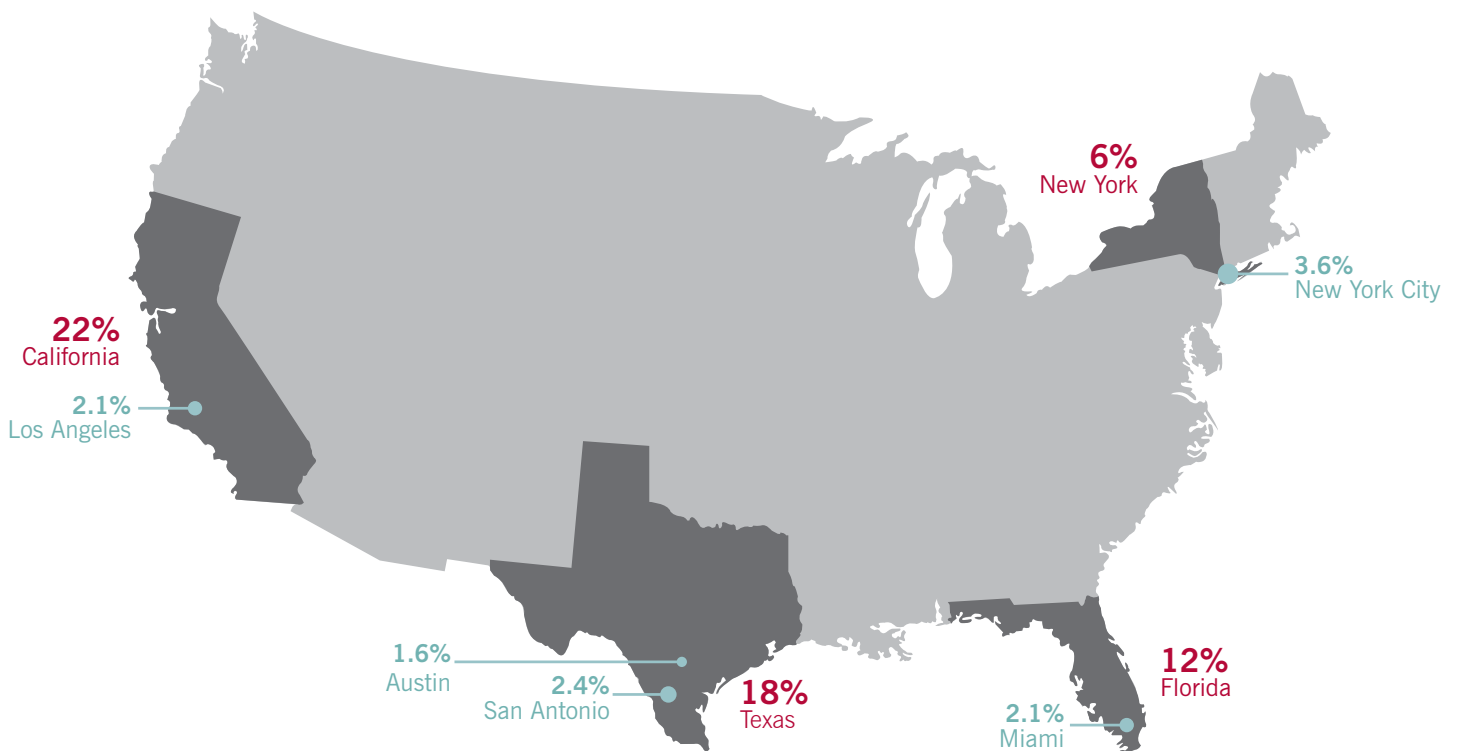 6%
New York
3.6%
New York City
22%
California
2.1%
Los Angeles
1.6%
Austin
2.4%
San Antonio
18%
Texas
12%
Florida
2.1%
Miami